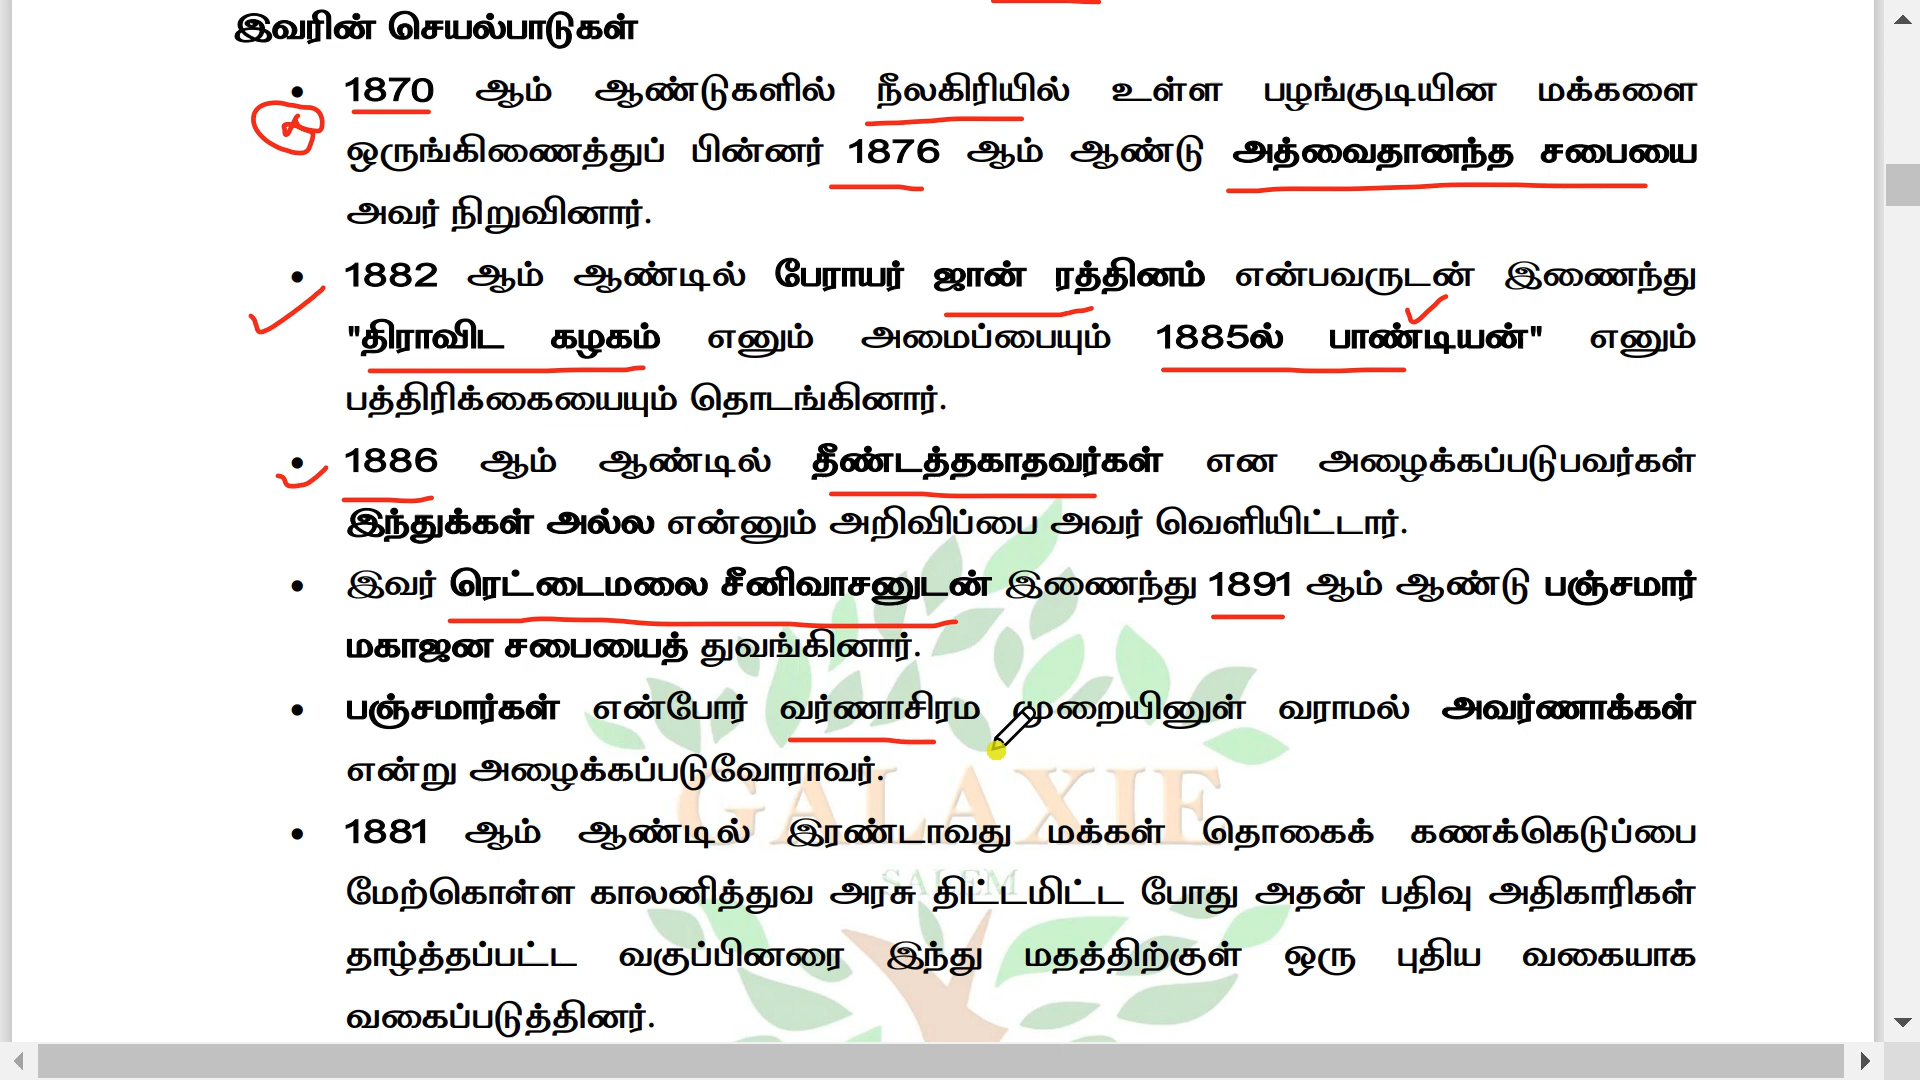 இவரின் செயல்பாடுகள்
• 1870 ஆம் ஆண்டுகளில் நீலகிரியில் உள்ள பழங்குடியின மக்களை
ஒருங்கிணைத்துப் பின்னர் 1876 ஆம் ஆண்டு அத்வைதானந்த சபையை
அவர் நிறுவினார்.
• 1882 ஆம் ஆண்டில் பேராயர் ஜான் ரத்தினம் என்பவருடன் இணைந்து
"திராவிட கழகம் எனும் அமைப்பையும் 1885ல் பாண்டியன்" எனும்
பத்திரிக்கையையும் தொடங்கினார்.
• 1886 ஆம் ஆண்டில் தீண்டத்தகாதவர்கள் என அழைக்கப்படுபவர்கள்
இந்துக்கள் அல்ல என்னும் அறிவிப்பை அவர் வெளியிட்டார்.
• இவர் ரெட்டைமலை சீனிவாசனுடன் இணைந்து 1891 ஆம் ஆண்டு பஞ்சமார்
மகாஜன சபையைத் துவங்கினார்.
• பஞ்சமார்கள் என்போர் வர்ணாசிரம முறையினுள் வராமல் அவர்ணாக்கள்
என்று அழைக்கப்படுவோராவர்.
GALAXIE
• 1881 ஆம் ஆண்டில் இரண்டாவது மக்கள் தொகைக் கணக்கெடுப்பை
SALEM
மேற்கொள்ள காலனித்துவ அரசு திட்டமிட்ட போது அதன் பதிவு அதிகாரிகள்
தாழ்த்தப்பட்ட வகுப்பினரை இந்து மதத்திற்குள் ஒரு புதிய வகையாக
வகைப்படுத்தினர்.